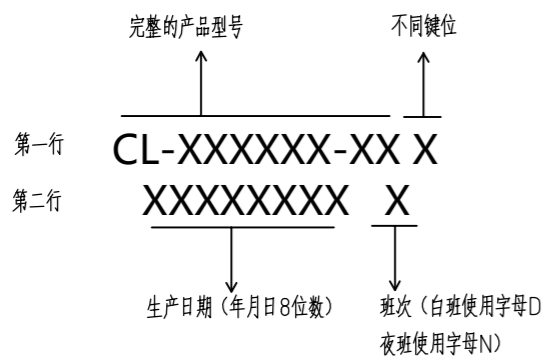 完整的产品型号 不同键位
第一行 CL-XXXXXX-XX X
第二行 XXXXXXXX X
生产日期（年月日8位数） 班次（白班使用字母D
夜班使用字母N）